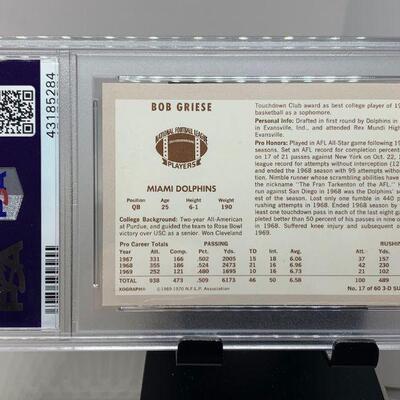 43185284
PSA
BOB GRIESE
NATIONAL FOOTBALL LEAGUE
PLAYERS
MIAMI DOLPHINS
Position Age Height Weight
QB 25 6-1 190
College Background: Two-year All-American
at Purdue, and guided the team to Rose Bowl
victory over USC as a senior. Won Cleveland
Touchdown Club award as best college player of 19
basketball as a sophomore.
Personal Info: Drafted in first round by Dolphins
in Evansville, Ind., and attended Rex Mundi High
Evansville.
Pro Honors: Played in AFL All-Star game following
seasons. Set an AFL record for completion percent
on 17 of 21 passes against New York on Oct. 22, 1
of a record for pass attempts without interception (12
and ended the 1968 season with 95 attempts without
tion. Nimble runner whose scrambling abilities have
the nickname "The Fran Tarkenton of the AFL."
against San Diego in 1968 was the Dolphins'
of the season. Lost only one fumble in 440 p
rushing attempts in 1968. Ended 1968 season by
least one touchdown pass in each of the last eight game
pleted better than 50 percent of his passes in nine
1968. Suffered knee injury and subsequent
1969.
Pro Career Totals PASSING RUSHI
Year Att. Comp. Pct. Yds. TD Int. Avg. Att. Yds.
1967 331 166 .502 2005 15 18 6.06 37 157
1968 355 186 .524 2473 21 16 6.96 42 230
1969 252 121 .480 1695 10 16 6.73 21 102
TOTAL 938 473 .509 6173 46 50 6.58 100 489
XOGRAPH® ©1969 1970 N.F.L.P. Association No. 17 of 60 3-D SU